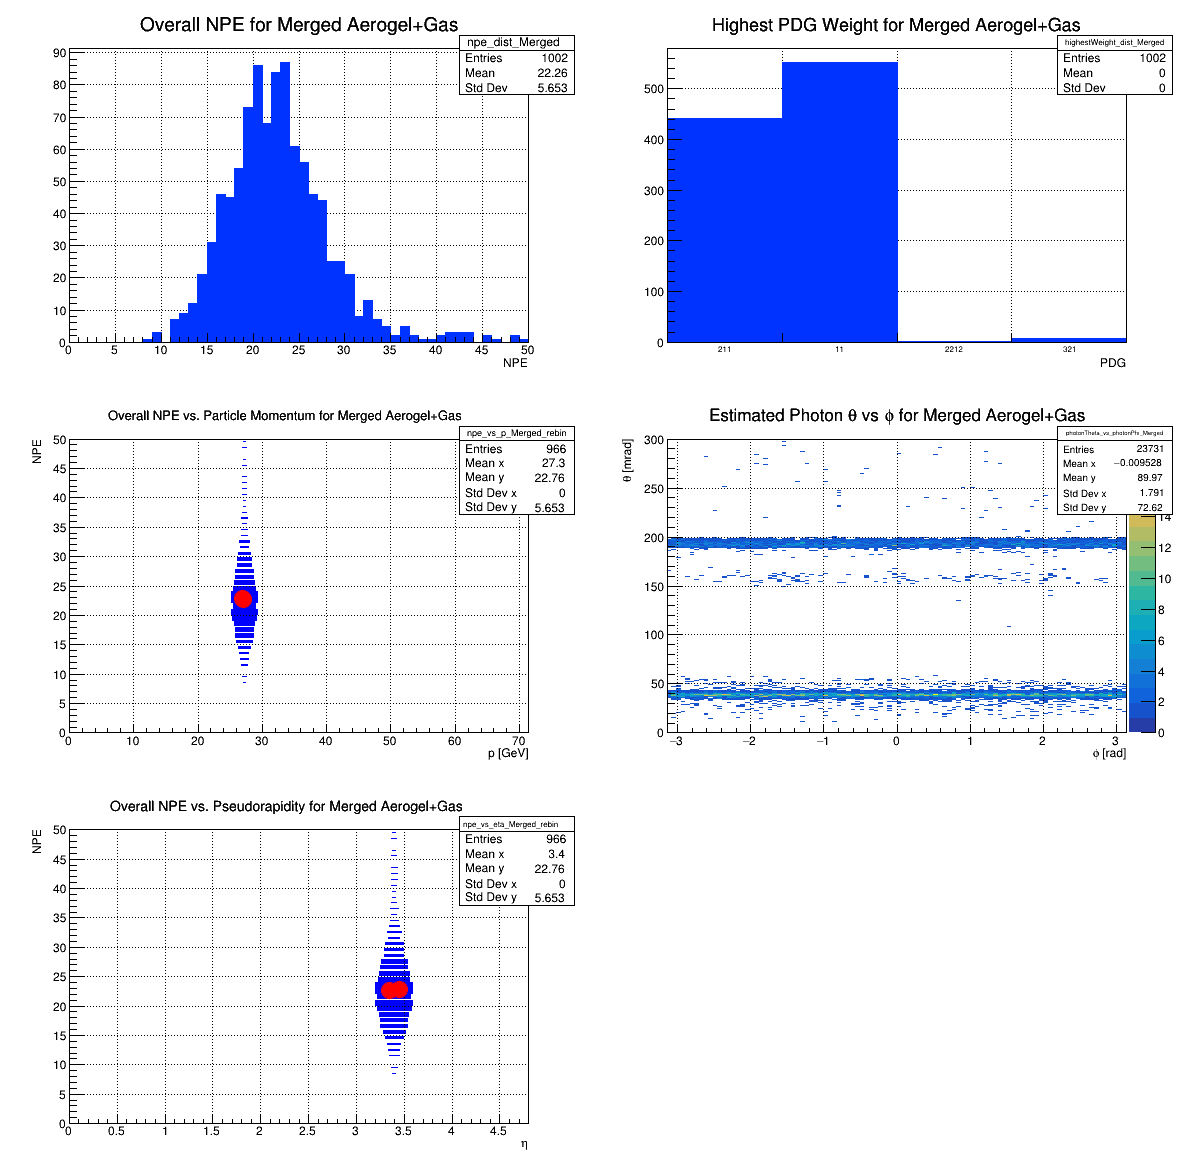 Overall NPE for Merged Aerogel+Gas
npe_dist_Merged
Entries 1002
Mean 22.26
Std Dev 5.653
90
80
70
60
50
40
30
20
10
0
0 5 10 15 20 25 30 35 40 45 50
NPE
Highest PDG Weight for Merged Aerogel+Gas
highestWeight_dist_Merged
Entries 1002
Mean 0
Std Dev 0
500
400
300
200
100
0
211 11 2212 321
PDG
Overall NPE vs. Particle Momentum for Merged Aerogel+Gas
npe_vs_p_Merged_rebin
Entries 966
Mean x 27.3
Mean y 22.76
Std Dev x 0
Std Dev y 5.653
NPE
50
45
40
35
30
25
20
15
10
5
0
0 10 20 30 40 50 60 70
p [GeV]
Estimated Photon θ vs ϕ for Merged Aerogel+Gas
photonTheta_vs_photonPhi_Merged
Entries 23731
Mean x −0.009528
Mean y 89.97
Std Dev x 1.791
Std Dev y 72.62
θ [mrad]
300
250
200
150
100
50
0
−3 −2 −1 0 1 2 3
ϕ [rad]
14
12
10
8
6
4
2
0
Overall NPE vs. Pseudorapidity for Merged Aerogel+Gas
npe_vs_eta_Merged_rebin
Entries 966
Mean x 3.4
Mean y 22.76
Std Dev x 0
Std Dev y 5.653
NPE
50
45
40
35
30
25
20
15
10
5
0
0 0.5 1 1.5 2 2.5 3 3.5 4 4.5
η